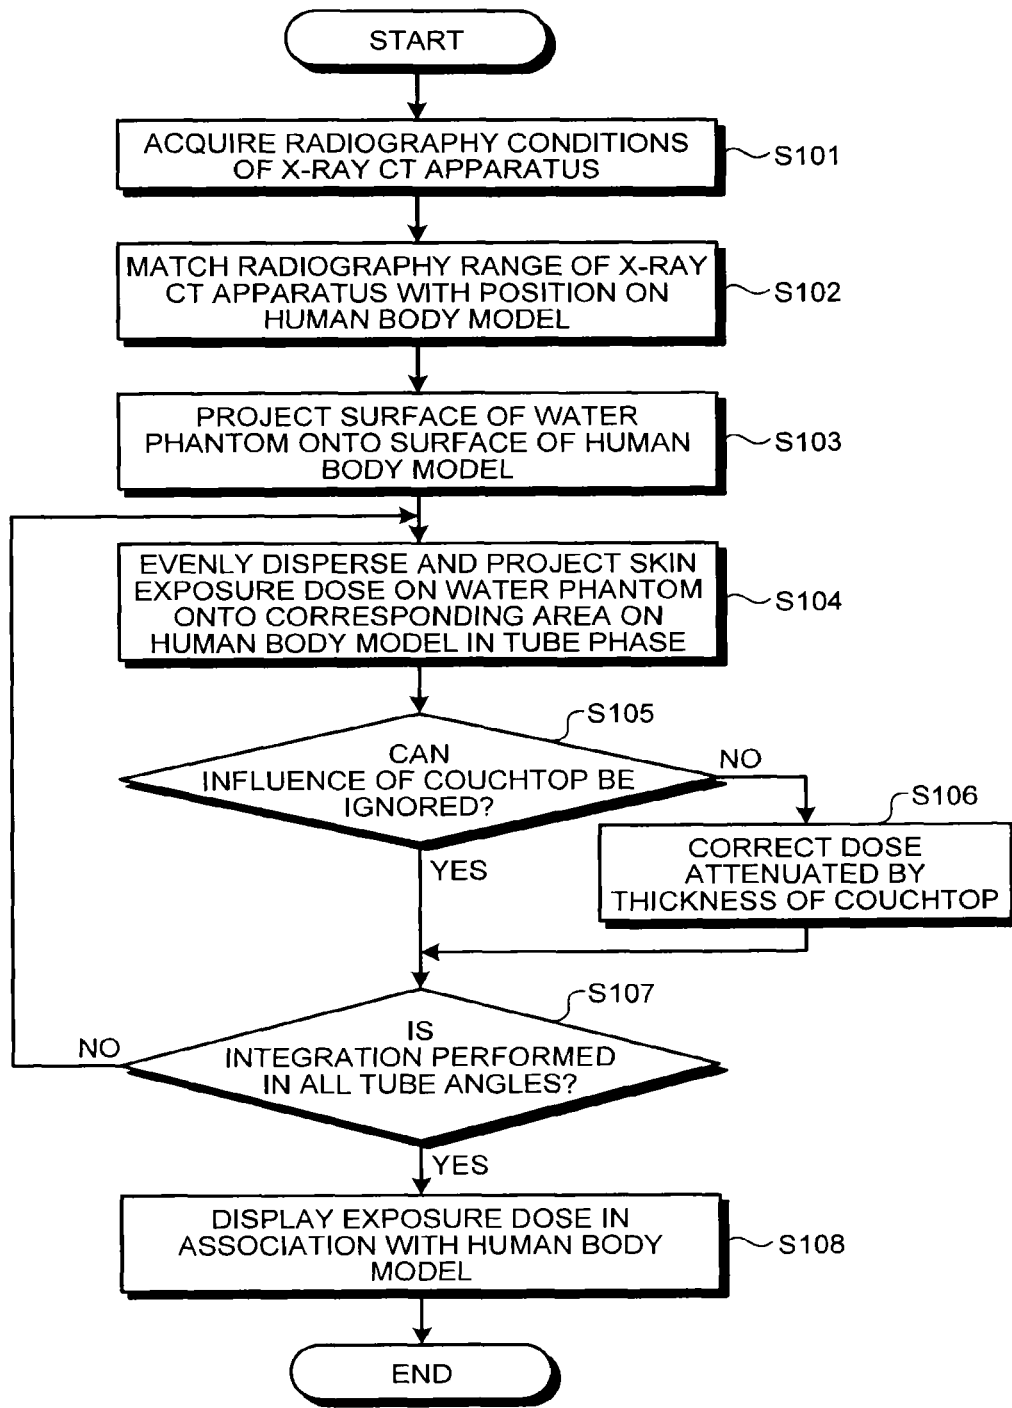 START
ACQUIRE RADIOGRAPHY CONDITIONS
OF X-RAY CT APPARATUS
S101
MATCH RADIOGRAPHY RANGE OF X-RAY
CT APPARATUS WITH POSITION ON
HUMAN BODY MODEL
S102
PROJECT SURFACE OF WATER
PHANTOM ONTO SURFACE OF HUMAN
BODY MODEL
S103
EVENLY DISPERSE AND PROJECT SKIN
EXPOSURE DOSE ON WATER PHANTOM
ONTO CORRESPONDING AREA ON
HUMAN BODY MODEL IN TUBE PHASE
S104
S105
CAN
INFLUENCE OF COUCHTOP BE
IGNORED?
NO
YES
S106
CORRECT DOSE
ATTENUATED BY
THICKNESS OF COUCHTOP
S107
IS
INTEGRATION PERFORMED
IN ALL TUBE ANGLES?
NO
YES
DISPLAY EXPOSURE DOSE IN
ASSOCIATION WITH HUMAN BODY
MODEL
S108
END